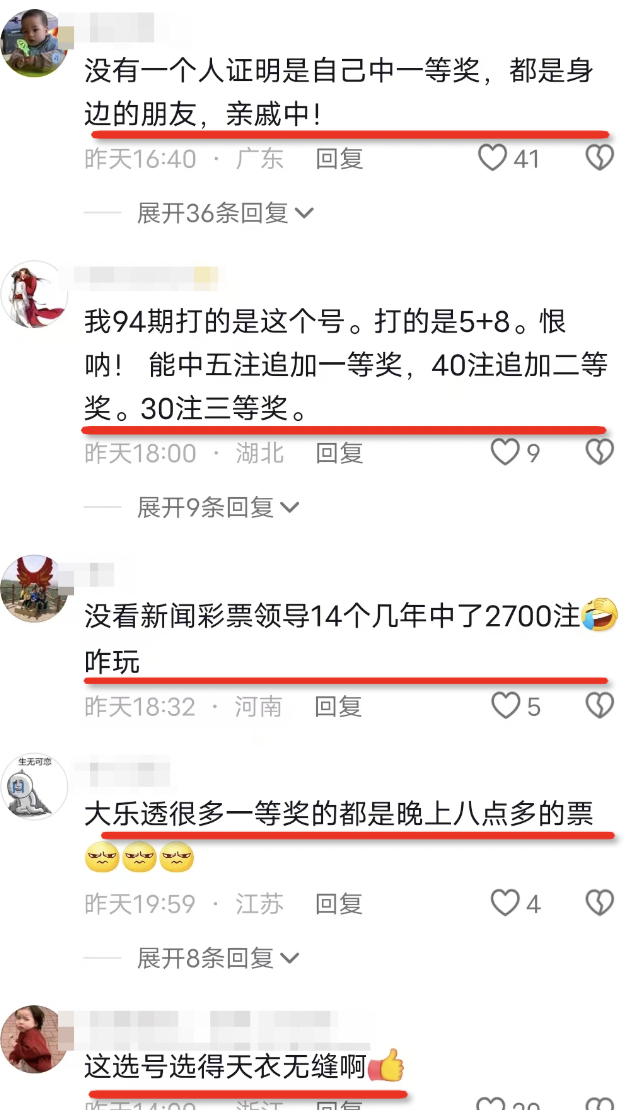 没有一个人证明是自己中一等奖，都是身
边的朋友，亲戚中！
昨天16:40 · 广东 回复 41
展开36条回复
我94期打的是这个号。打的是5+8。恨
呐！ 能中五注追加一等奖，40注追加二等
奖。30注三等奖。
昨天18:00 · 湖北 回复 9
展开9条回复
没看新闻彩票领导14个几年中了2700注
咋玩
昨天18:32 · 河南 回复 5
生无可恋
大乐透很多一等奖的都是晚上八点多的票
昨天19:59 · 江苏 回复 4
展开8条回复
这选号选得天衣无缝啊